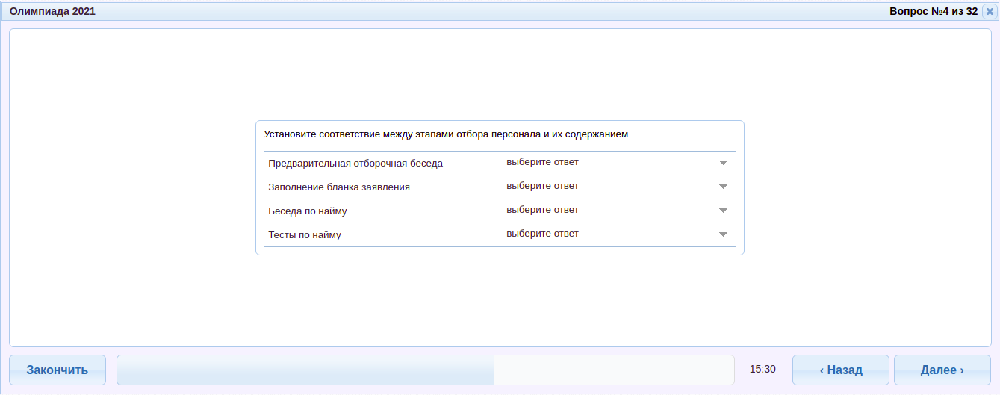 Олимпиада 2021 Вопрос №4 из 32
Установите соответствие между этапами отбора персонала и их содержанием
Предварительная отборочная беседа выберите ответ
Заполнение бланка заявления выберите ответ
Беседа по найму выберите ответ
Тесты по найму выберите ответ
Закончить 15:30 ‹ Назад Далее ›